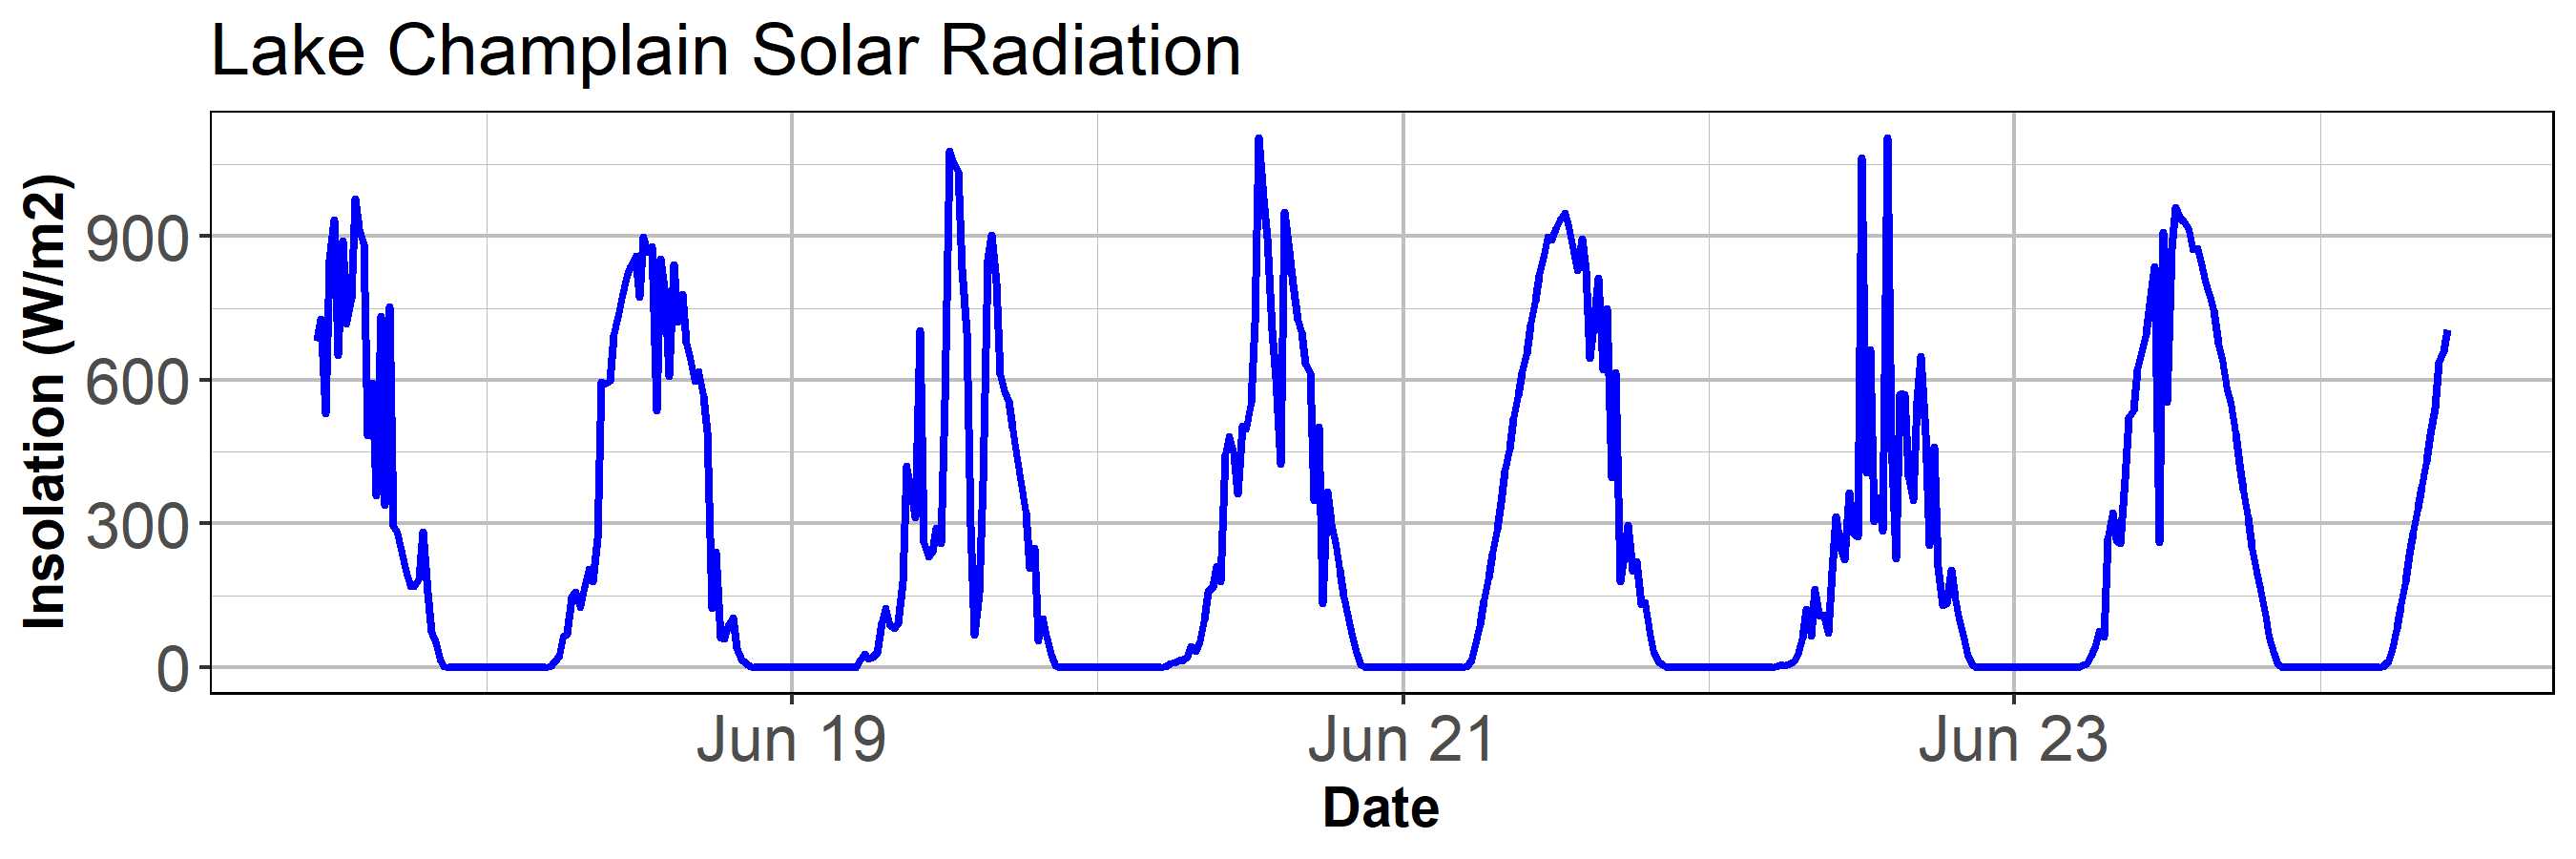 Lake Champlain Solar Radiation
Insolation (W/m2)
900
600
300
0
Jun 19
Jun 21
Jun 23
Date